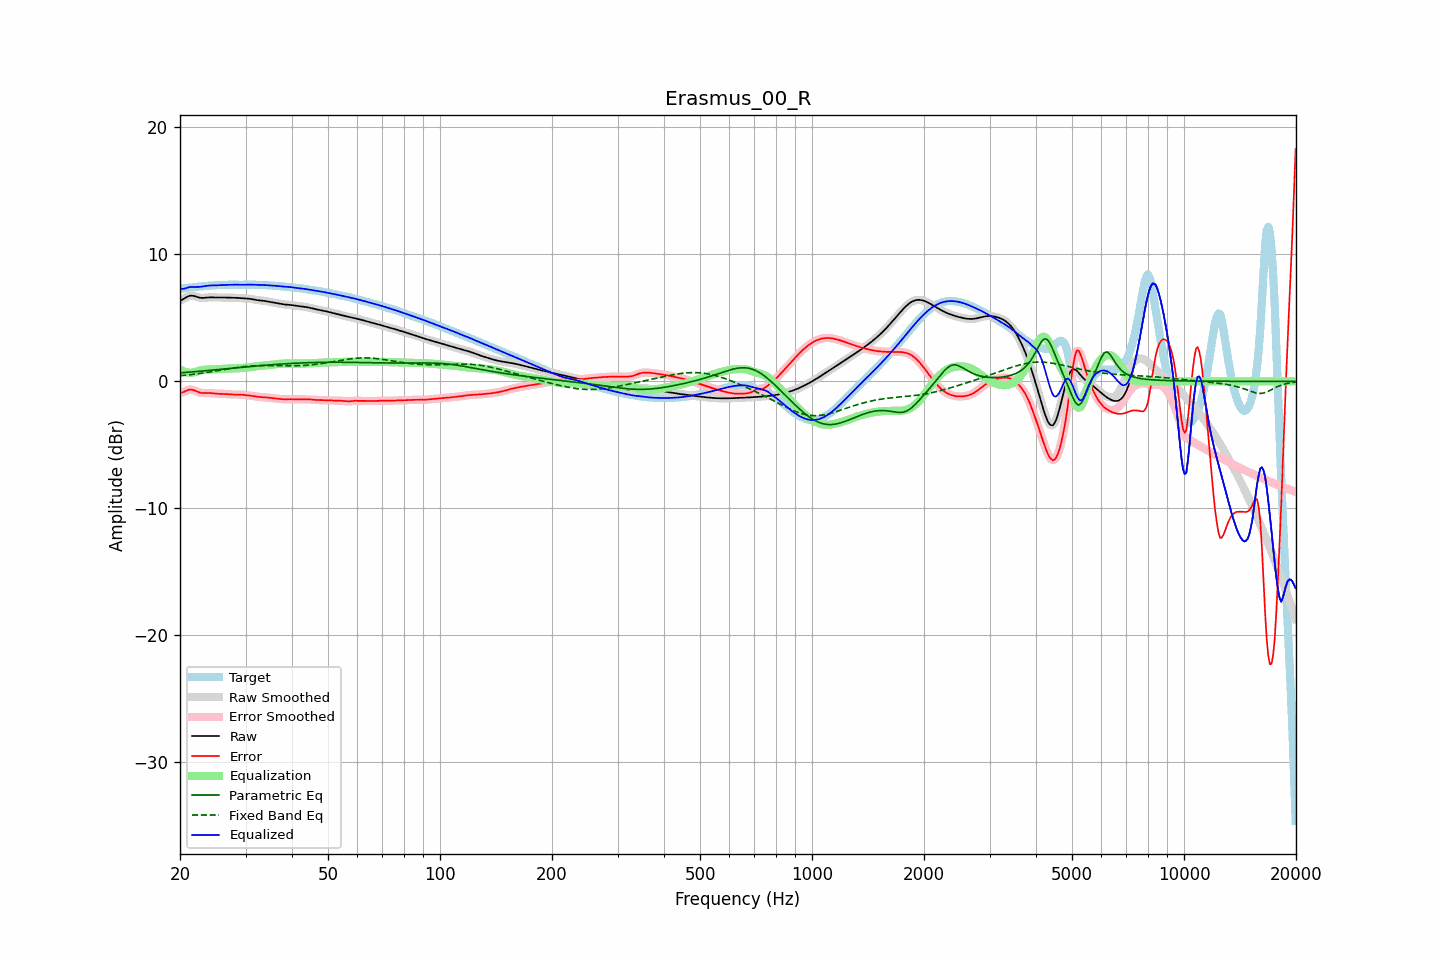 Erasmus_00_R
20
10
0
−10
−20
−30
Amplitude (dBr)
Target
Raw Smoothed
Error Smoothed
Raw
Error
Equalization
Parametric Eq
Fixed Band Eq
Equalized
20 50 100 200 500 1000 2000 5000 10000 20000
Frequency (Hz)